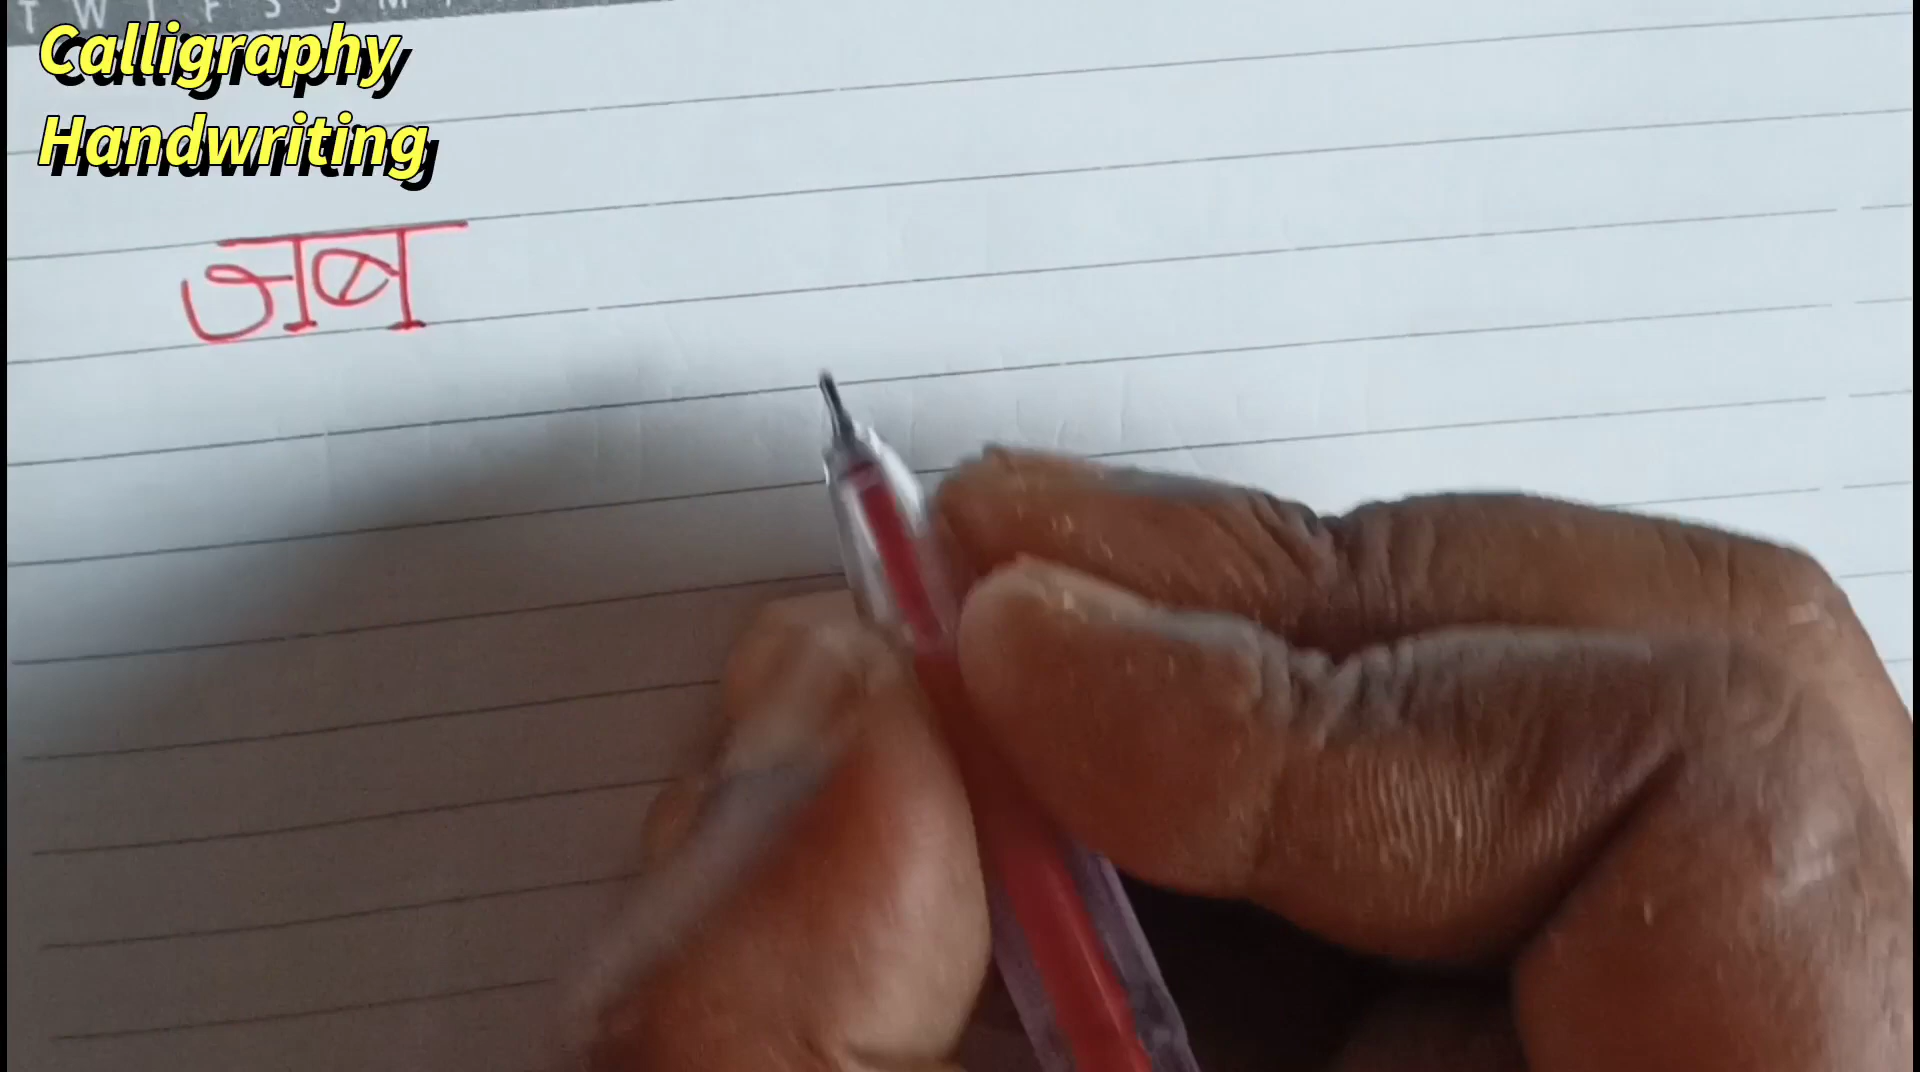 T W T F S S M
Calligraphy
Handwriting
जब